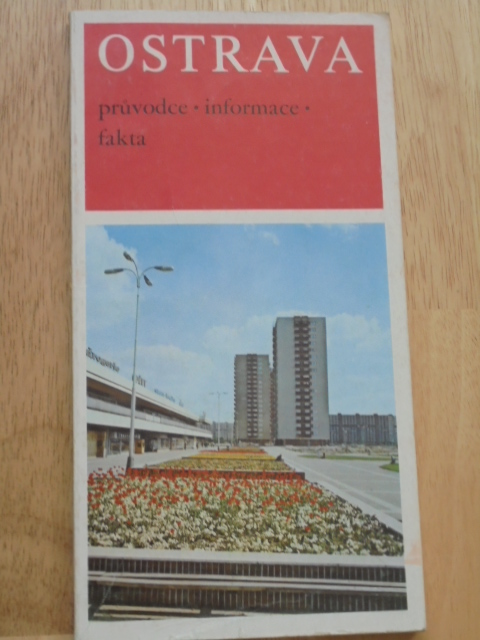 OSTRAVA
průvodce • informace •
fakta